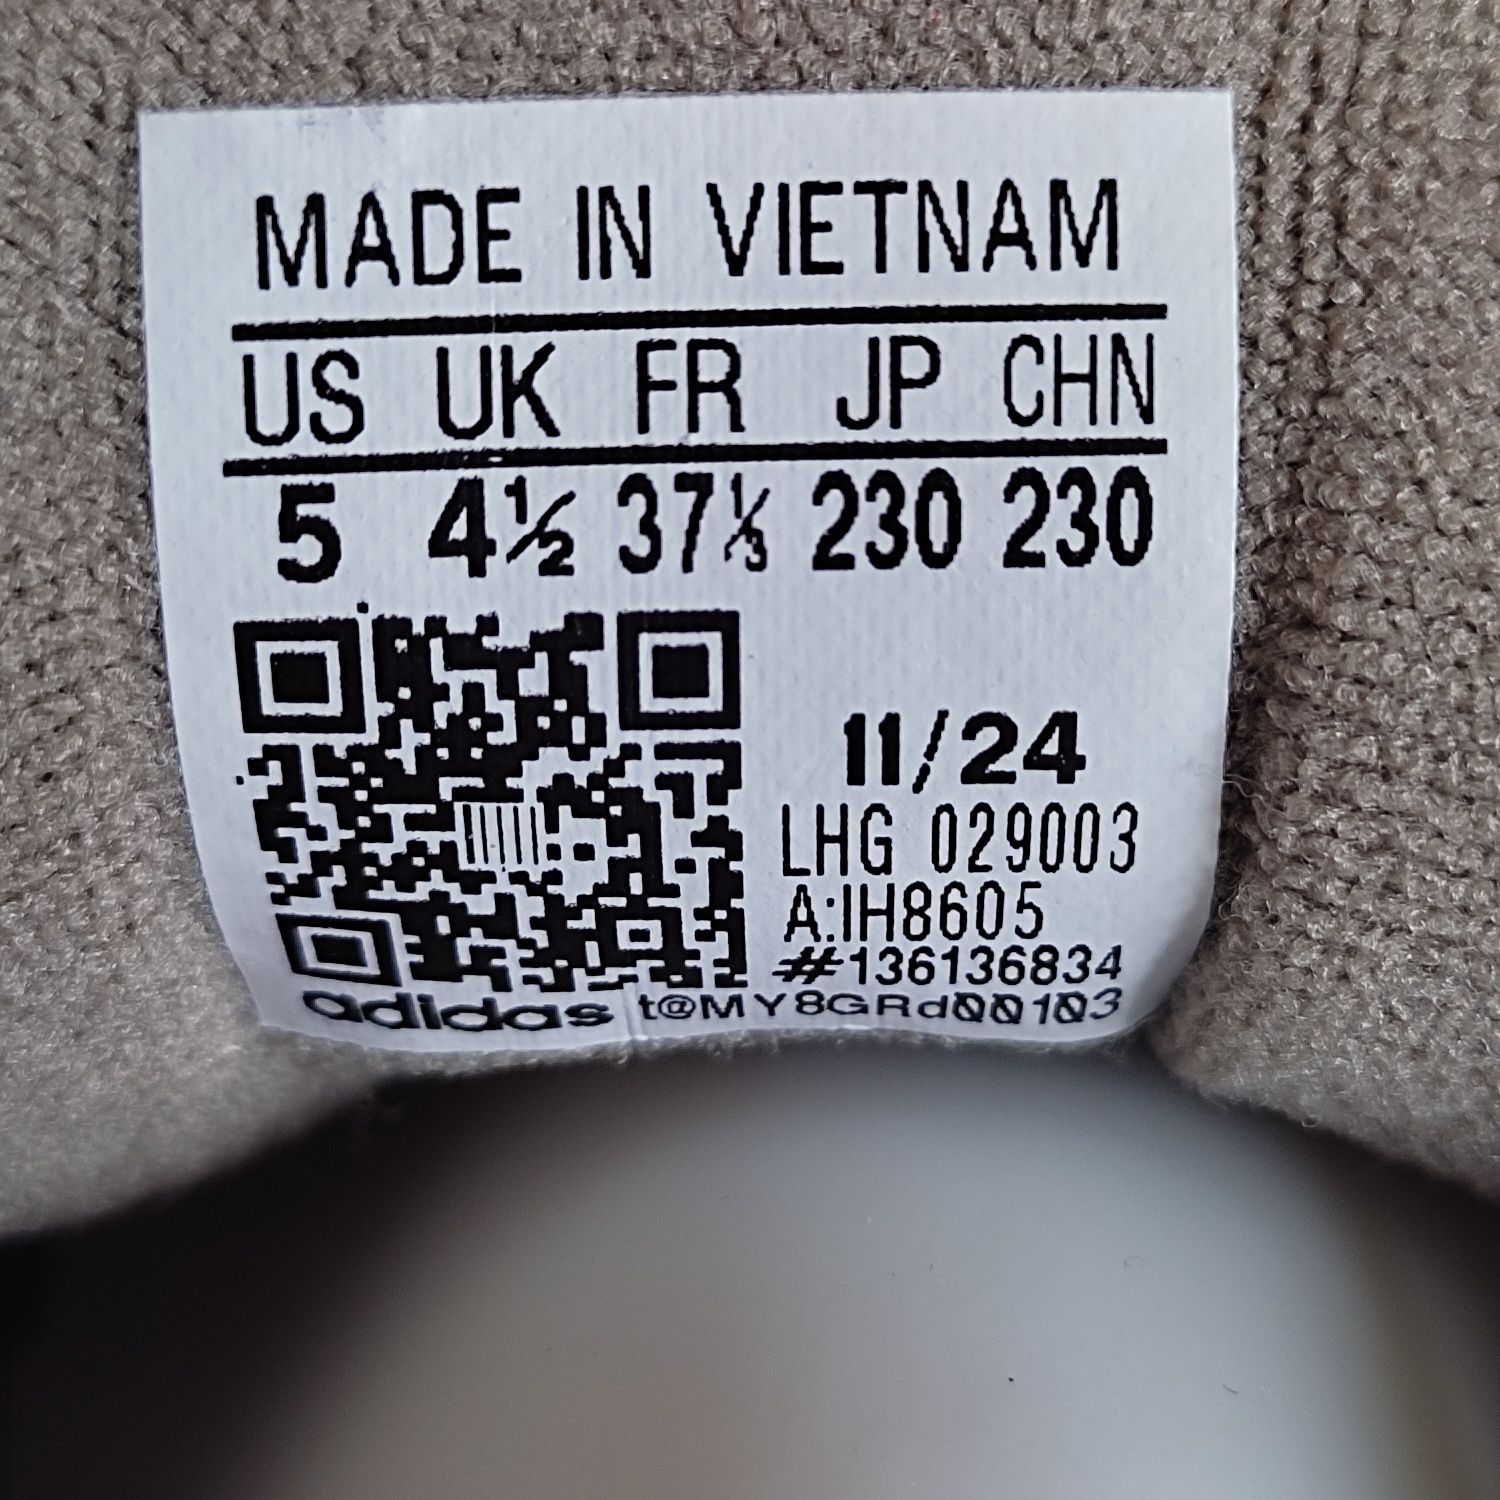 MADE IN VIETNAM
US UK FR JP CHN
5 4½ 37⅓ 230 230
11/24
LHG 029003
A:IH8605
#136136834
adidas t@MY8GRd00103